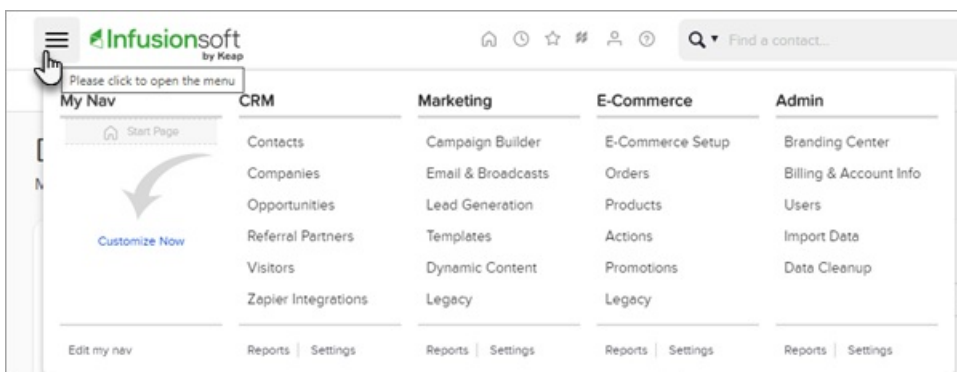 Infusionsoft
by Keap
Find a contact...
Please click to open the menu
My Nav
Start Page
Customize Now
Edit my nav
CRM
Contacts
Companies
Opportunities
Referral Partners
Visitors
Zapier Integrations
Reports | Settings
Marketing
Campaign Builder
Email & Broadcasts
Lead Generation
Templates
Dynamic Content
Legacy
Reports | Settings
E-Commerce
E-Commerce Setup
Orders
Products
Actions
Promotions
Legacy
Reports | Settings
Admin
Branding Center
Billing & Account Info
Users
Import Data
Data Cleanup
Reports | Settings